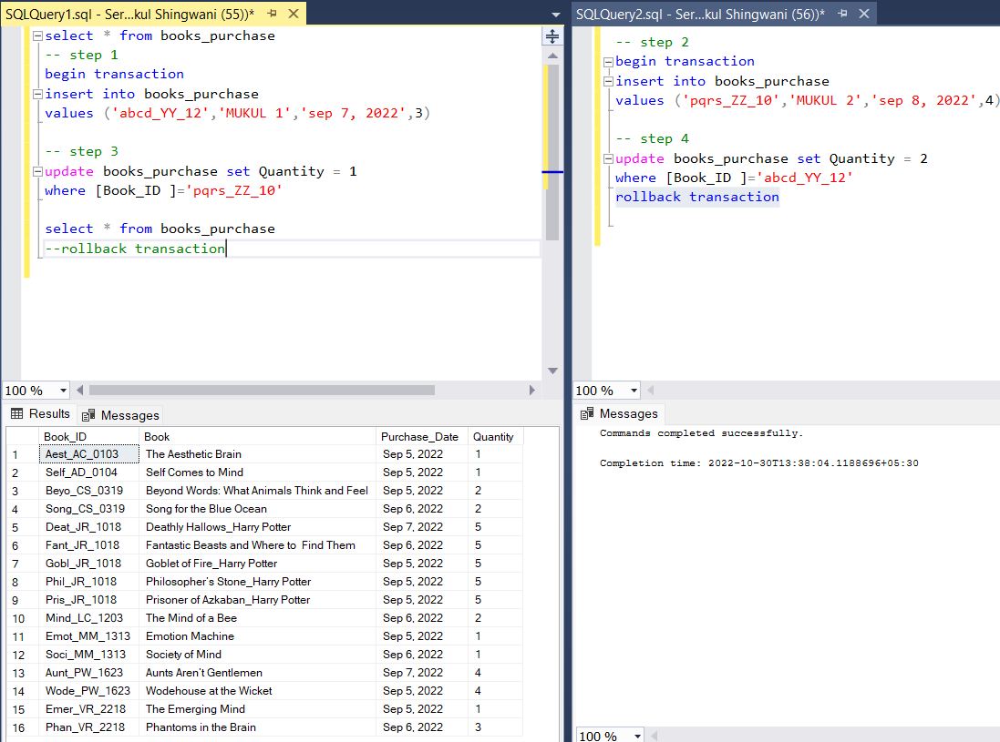 SQLQuery1.sql - Ser...kul Shingwani (55))*
select * from books_purchase
-- step 1
begin transaction
insert into books_purchase
values ('abcd_YY_12','MUKUL 1','sep 7, 2022',3)
-- step 3
update books_purchase set Quantity = 1
where [Book_ID ]='pqrs_ZZ_10'
select * from books_purchase
--rollback transaction
100 %
Results Messages
Book_ID Book Purchase_Date Quantity
1 Aest_AC_0103 The Aesthetic Brain Sep 5, 2022 1
2 Self_AD_0104 Self Comes to Mind Sep 5, 2022 1
3 Beyo_CS_0319 Beyond Words: What Animals Think and Feel Sep 5, 2022 2
4 Song_CS_0319 Song for the Blue Ocean Sep 6, 2022 2
5 Deat_JR_1018 Deathly Hallows_Harry Potter Sep 7, 2022 5
6 Fant_JR_1018 Fantastic Beasts and Where to  Find Them Sep 6, 2022 5
7 Gobl_JR_1018 Goblet of Fire_Harry Potter Sep 5, 2022 5
8 Phil_JR_1018 Philosopher's Stone_Harry Potter Sep 5, 2022 5
9 Pris_JR_1018 Prisoner of Azkaban_Harry Potter Sep 5, 2022 5
10 Mind_LC_1203 The Mind of a Bee Sep 6, 2022 2
11 Emot_MM_1313 Emotion Machine Sep 5, 2022 1
12 Soci_MM_1313 Society of Mind Sep 6, 2022 1
13 Aunt_PW_1623 Aunts Aren't Gentlemen Sep 7, 2022 4
14 Wode_PW_1623 Wodehouse at the Wicket Sep 5, 2022 4
15 Emer_VR_2218 The Emerging Mind Sep 5, 2022 1
16 Phan_VR_2218 Phantoms in the Brain Sep 6, 2022 3
SQLQuery2.sql - Ser...kul Shingwani (56))*
-- step 2
begin transaction
insert into books_purchase
values ('pqrs_ZZ_10','MUKUL 2','sep 8, 2022',4)
-- step 4
update books_purchase set Quantity = 2
where [Book_ID ]='abcd_YY_12'
rollback transaction
100 %
Messages
Commands completed successfully.
Completion time: 2022-10-30T13:38:04.1188696+05:30
100 %